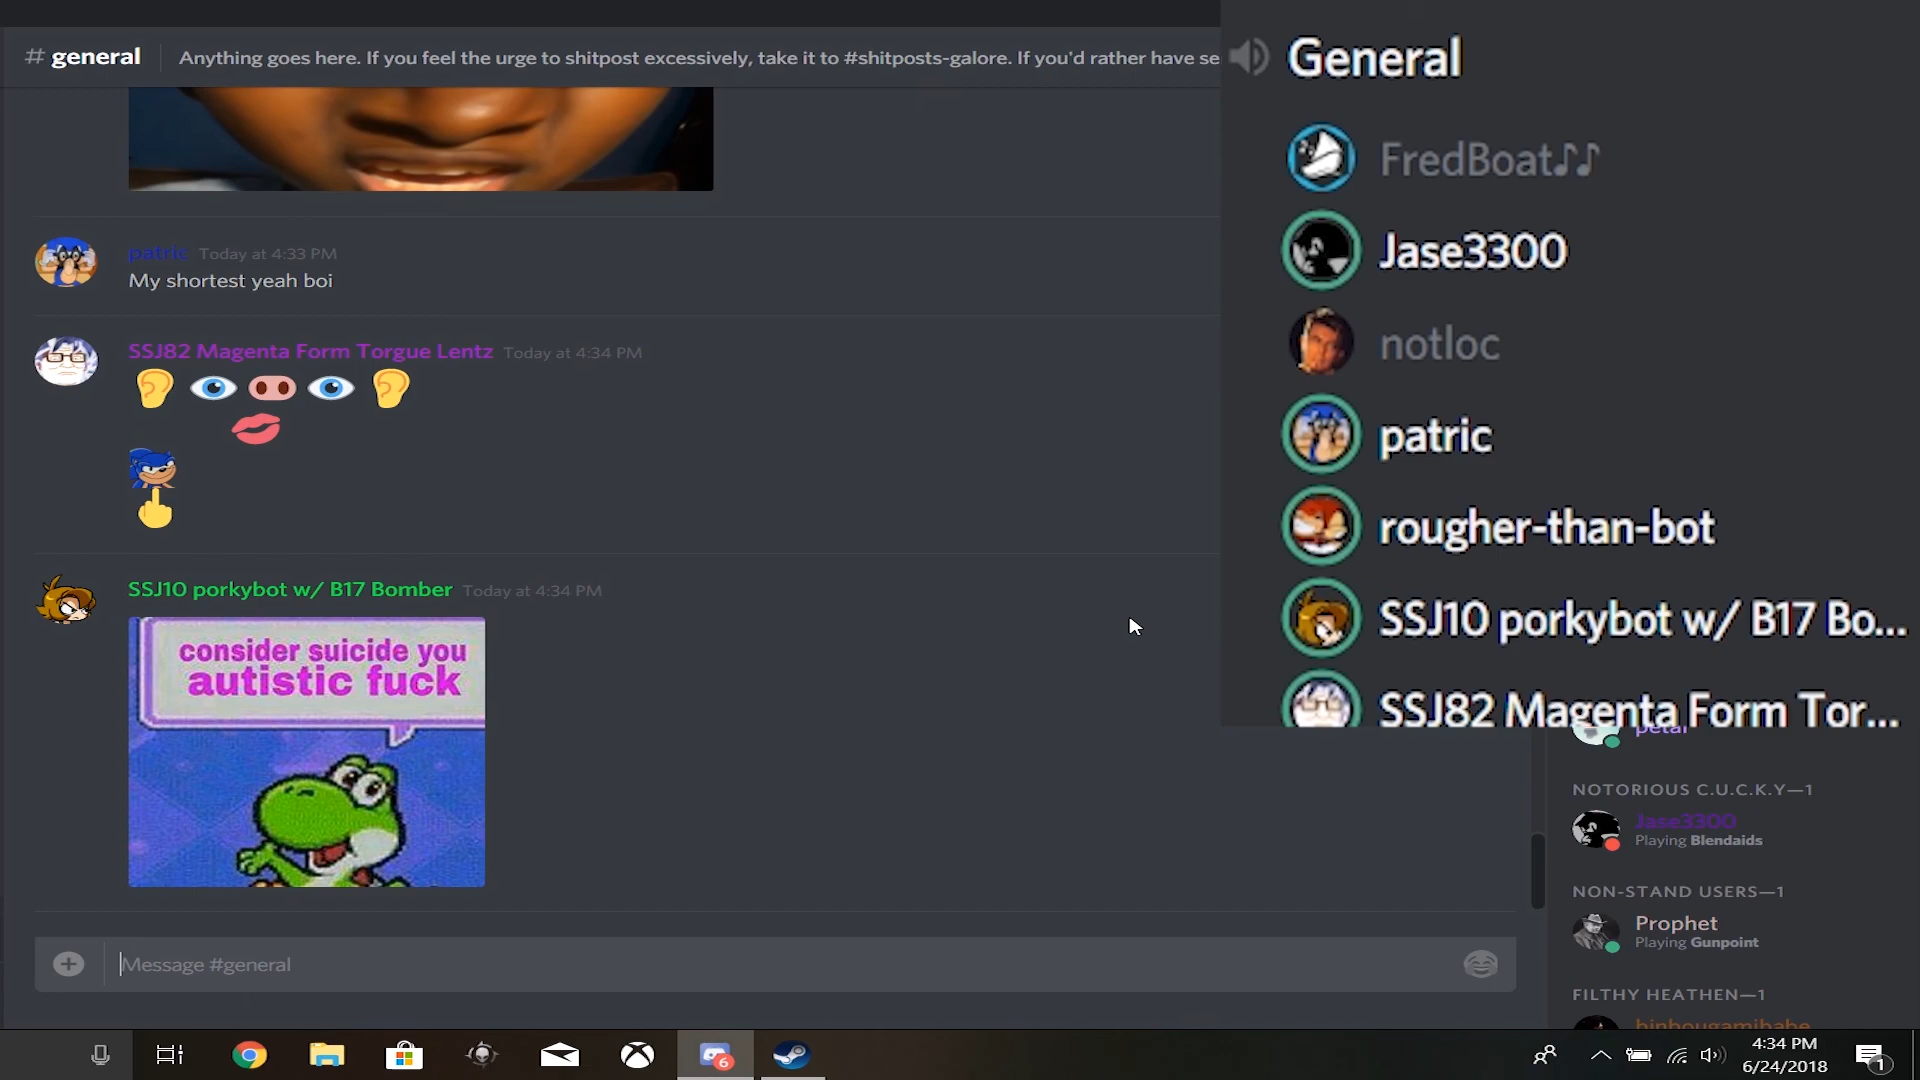 # general
Anything goes here. If you feel the urge to shitpost excessively, take it to #shitposts-galore. If you'd rather have se
patric Today at 4:33 PM
My shortest yeah boi
SSJ82 Magenta Form Torgue Lentz Today at 4:34 PM
SSJ10 porkybot w/ B17 Bomber Today at 4:34 PM
consider suicide you
autistic fuck
Message #general
General
FredBoat♪♪
Jase3300
notloc
patric
rougher-than-bot
SSJ10 porkybot w/ B17 Bo...
SSJ82 Magenta Form Tor...
petal
NOTORIOUS C.U.C.K.Y—1
Jase3300
Playing Blendaids
NON-STAND USERS—1
Prophet
Playing Gunpoint
FILTHY HEATHEN—1
binbougamibabe
6
4:34 PM
6/24/2018
1